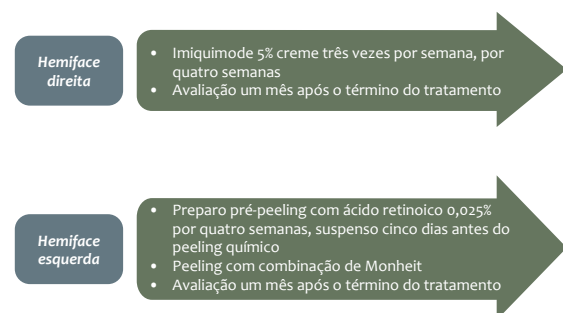 Hemiface
direita
• Imiquimode 5% creme três vezes por semana, por
quatro semanas
• Avaliação um mês após o término do tratamento
Hemiface
esquerda
• Preparo pré-peeling com ácido retinoico 0,025%
por quatro semanas, suspenso cinco dias antes do
peeling químico
• Peeling com combinação de Monheit
• Avaliação um mês após o término do tratamento